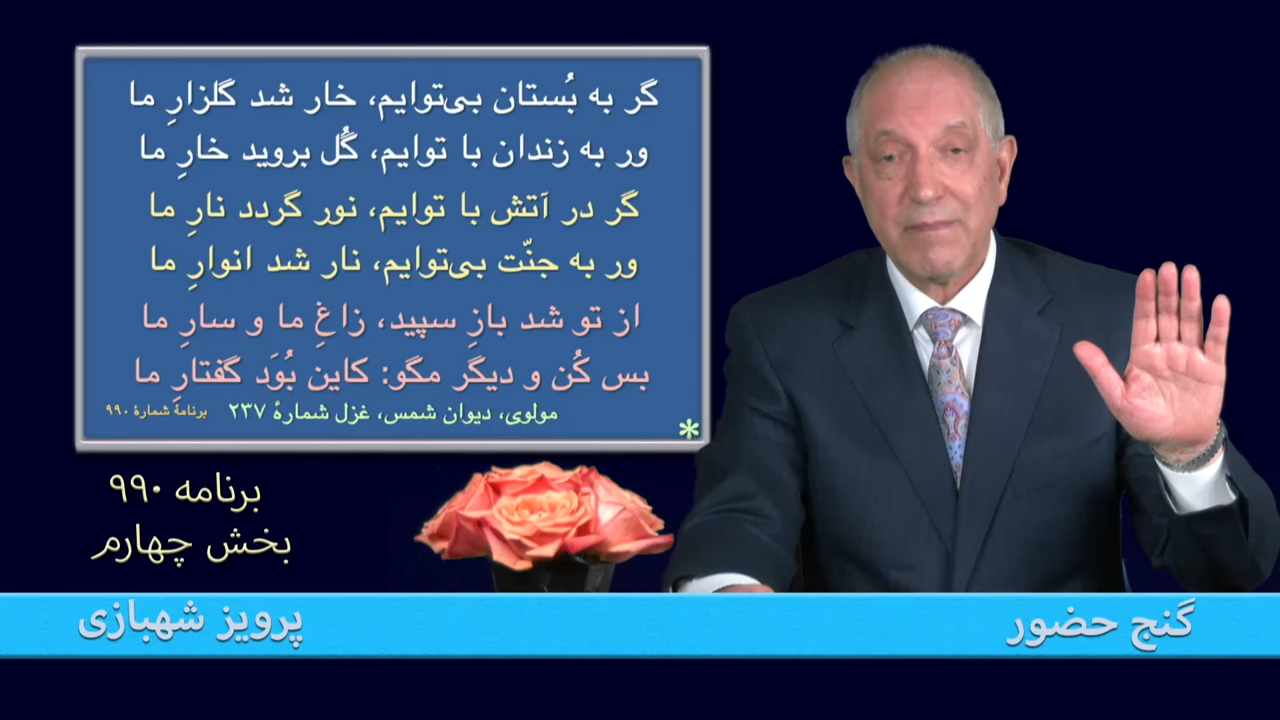 گر به بُستان بی‌توایم، خار شد گلزارِ ما
ور به زندان با توایم، گُل بروید خارِ ما
گر در آتش با توایم، نور گردد نارِ ما
ور به جنّت بی‌توایم، نار شد انوارِ ما
از تو شد بازِ سپید، زاغِ ما و سارِ ما
بس کُن و دیگر مگو: کاین بُوَد گفتارِ ما
مولوی، دیوان شمس، غزل شمارهٔ ۲۳۷ برنامهٔ شمارهٔ ۹۹۰
*
برنامه ۹۹۰
بخش چهارم
گنج حضور
پرویز شهبازی